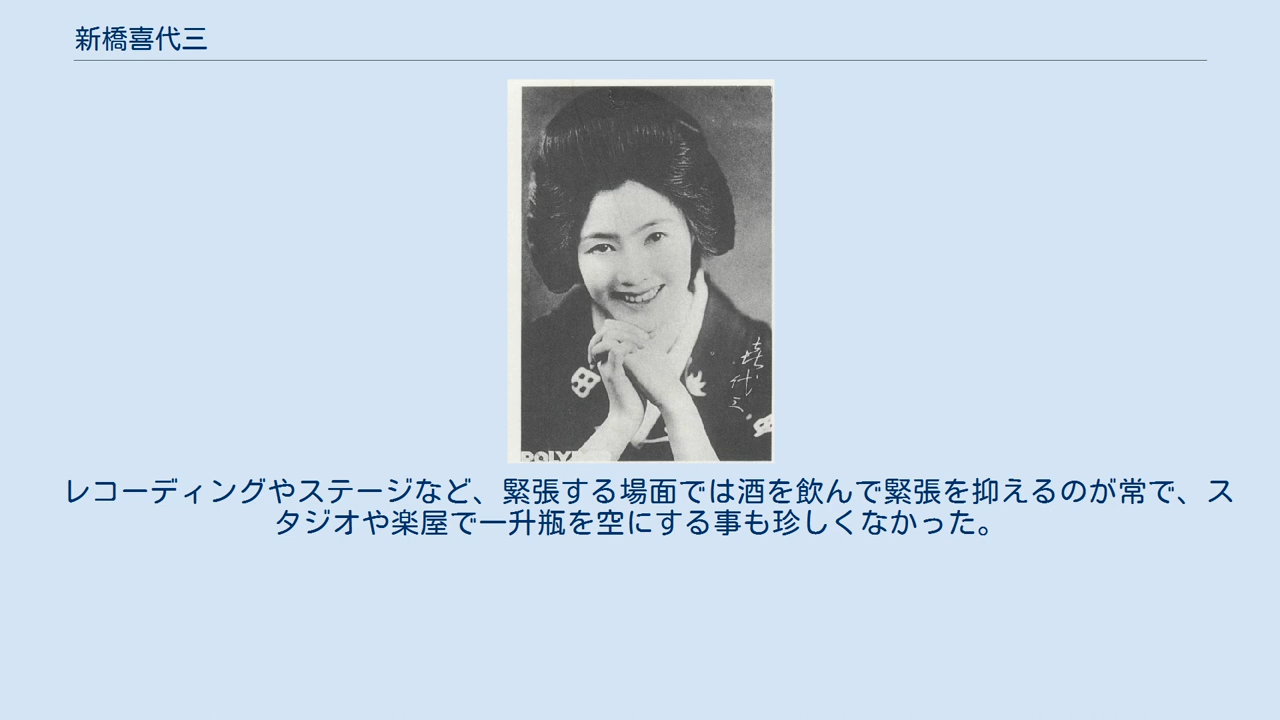 新橋喜代三
喜代三
レコーディングやステージなど、緊張する場面では酒を飲んで緊張を抑えるのが常で、ス
タジオや楽屋で一升瓶を空にする事も珍しくなかった。